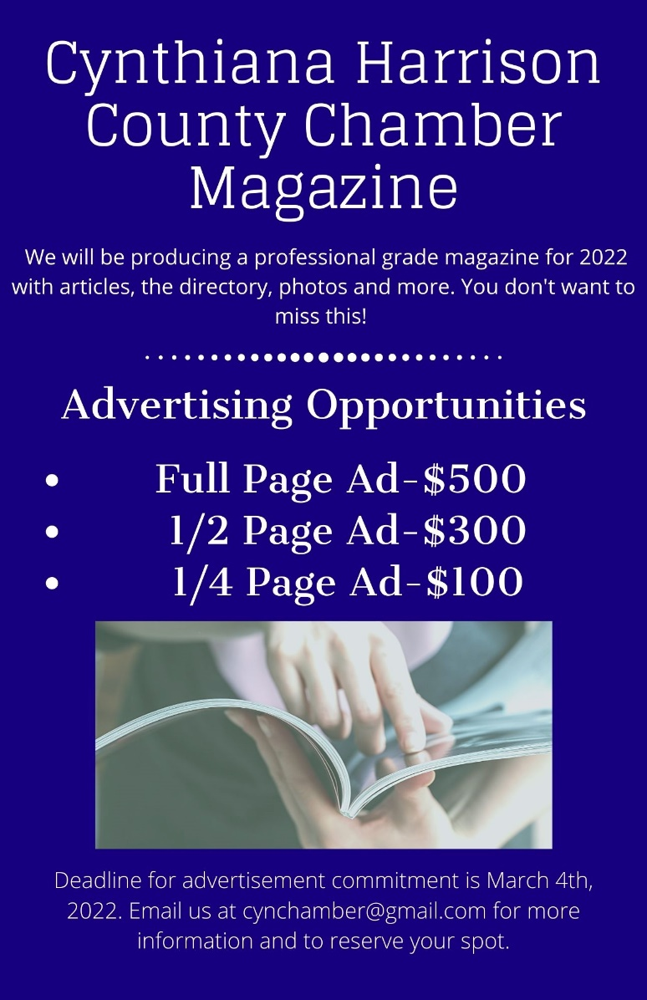 Cynthiana Harrison
County Chamber
Magazine
We will be producing a professional grade magazine for 2022
with articles, the directory, photos and more. You don't want to
miss this!
Advertising Opportunities
• Full Page Ad-$500
• 1/2 Page Ad-$300
• 1/4 Page Ad-$100
Deadline for advertisement commitment is March 4th,
2022. Email us at cynchamber@gmail.com for more
information and to reserve your spot.